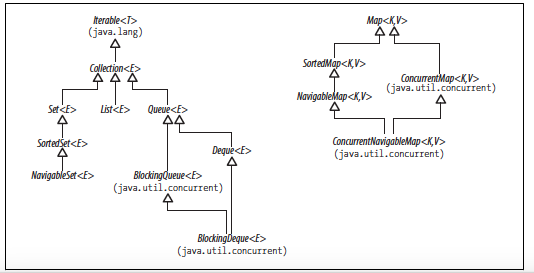 Iterable<T>
(java.lang)
Collection<E>
Set<E>
List<E>
Queue<E>
SortedSet<E>
Deque<E>
NavigableSet<E>
BlockingQueue<E>
(java.util.concurrent)
BlockingDeque<E>
(java.util.concurrent)
Map<K,V>
SortedMap<K,V>
ConcurrentMap<K,V>
(java.util.concurrent)
NavigableMap<K,V>
ConcurrentNavigableMap<K,V>
(java.util.concurrent)